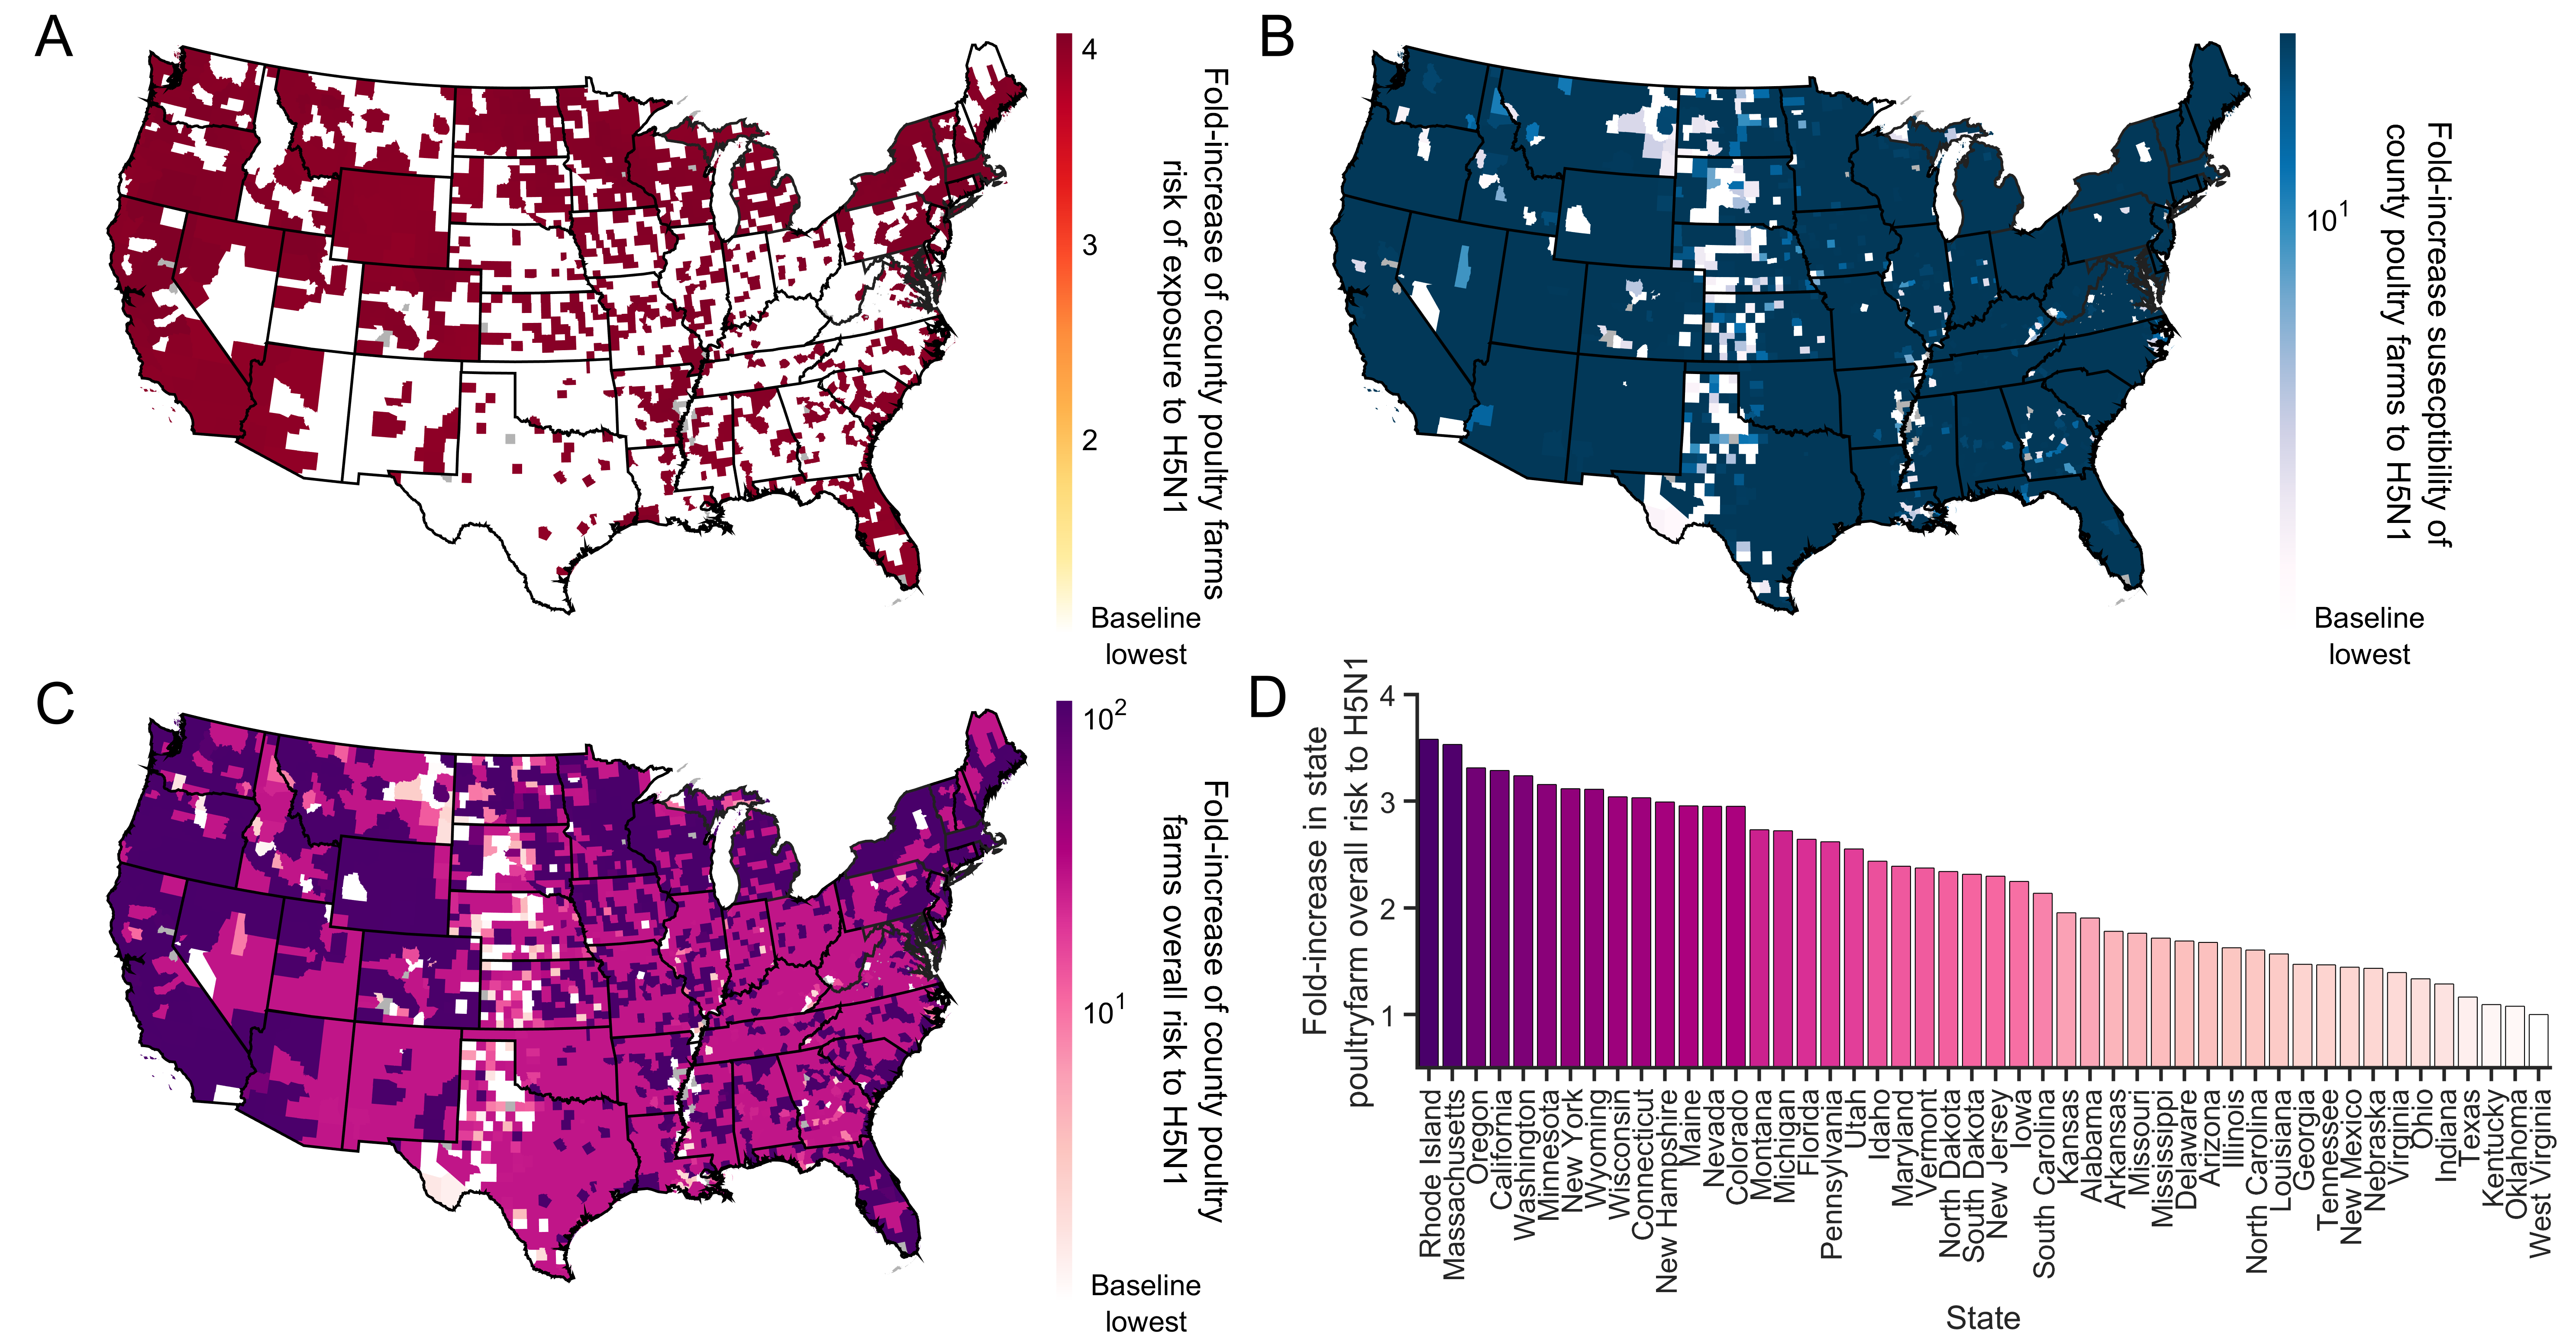 A
4
3
2
Baseline
lowest
Fold-increase of county poultry farms
risk of exposure to H5N1
B
10^1
Baseline
lowest
Fold-increase susecptibility of
county poultry farms to H5N1
C
10^2
10^1
Baseline
lowest
Fold-increase of county poultry
farms overall risk to H5N1
D
Fold-increase in state
poultryfarm overall risk to H5N1
4
3
2
1
Rhode Island
Massachusetts
Oregon
California
Washington
Minnesota
New York
Wyoming
Wisconsin
Connecticut
New Hampshire
Maine
Nevada
Colorado
Montana
Michigan
Florida
Pennsylvania
Utah
Idaho
Maryland
Vermont
North Dakota
South Dakota
New Jersey
Iowa
South Carolina
Kansas
Alabama
Arkansas
Missouri
Mississippi
Delaware
Arizona
Illinois
North Carolina
Louisiana
Georgia
Tennessee
New Mexico
Nebraska
Virginia
Ohio
Indiana
Texas
Kentucky
Oklahoma
West Virginia
State